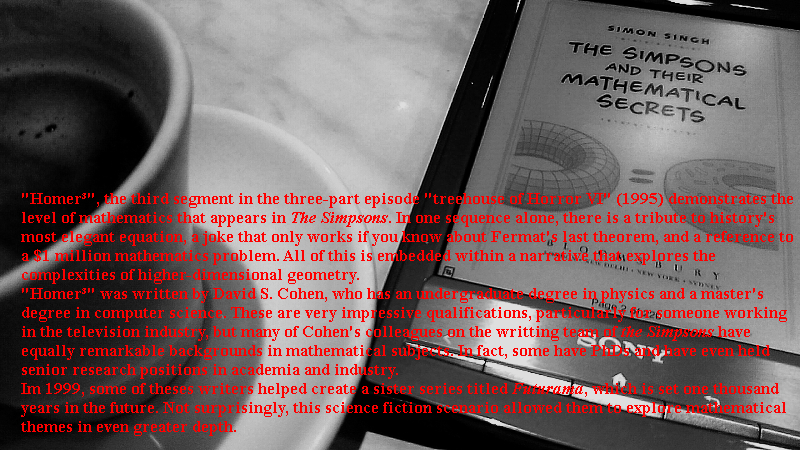 SIMON SINGH
THE SIMPSONS
AND THEIR
MATHEMATICAL
SECRETS
"Homer³", the third segment in the three-part episode "treehouse of Horror VI" (1995) demonstrates the
level of mathematics that appears in The Simpsons. In one sequence alone, there is a tribute to history's
most elegant equation, a joke that only works if you know about Fermat's last theorem, and a reference to
a $1 million mathematics problem. All of this is embedded within a narrative that explores the
complexities of higher-dimensional geometry.
"Homer³" was written by David S. Cohen, who has an undergraduate degree in physics and a master's
degree in computer science. These are very impressive qualifications, particularly for someone working
in the television industry, but many of Cohen's colleagues on the writting team of the Simpsons have
equally remarkable backgrounds in mathematical subjects. In fact, some have PhDs and have even held
senior research positions in academia and industry.
Im 1999, some of theses writers helped create a sister series titled Futurama, which is set one thousand
years in the future. Not surprisingly, this science fiction scenario allowed them to explore mathematical
themes in even greater depth.
BLOOMSBURY
NEW DELHI • NEW YORK • SYDNEY
Page 2
SONY